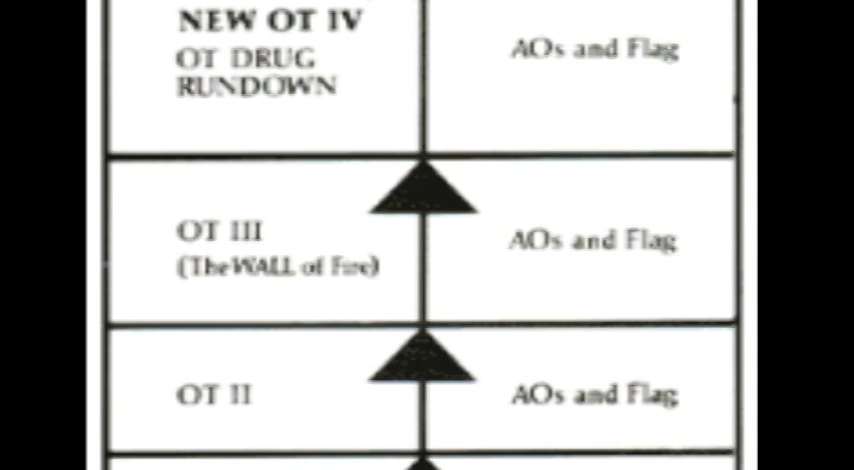 NEW OT IV
OT DRUG
RUNDOWN
AOs and Flag
OT III
(The WALL of Fire)
AOs and Flag
OT II
AOs and Flag